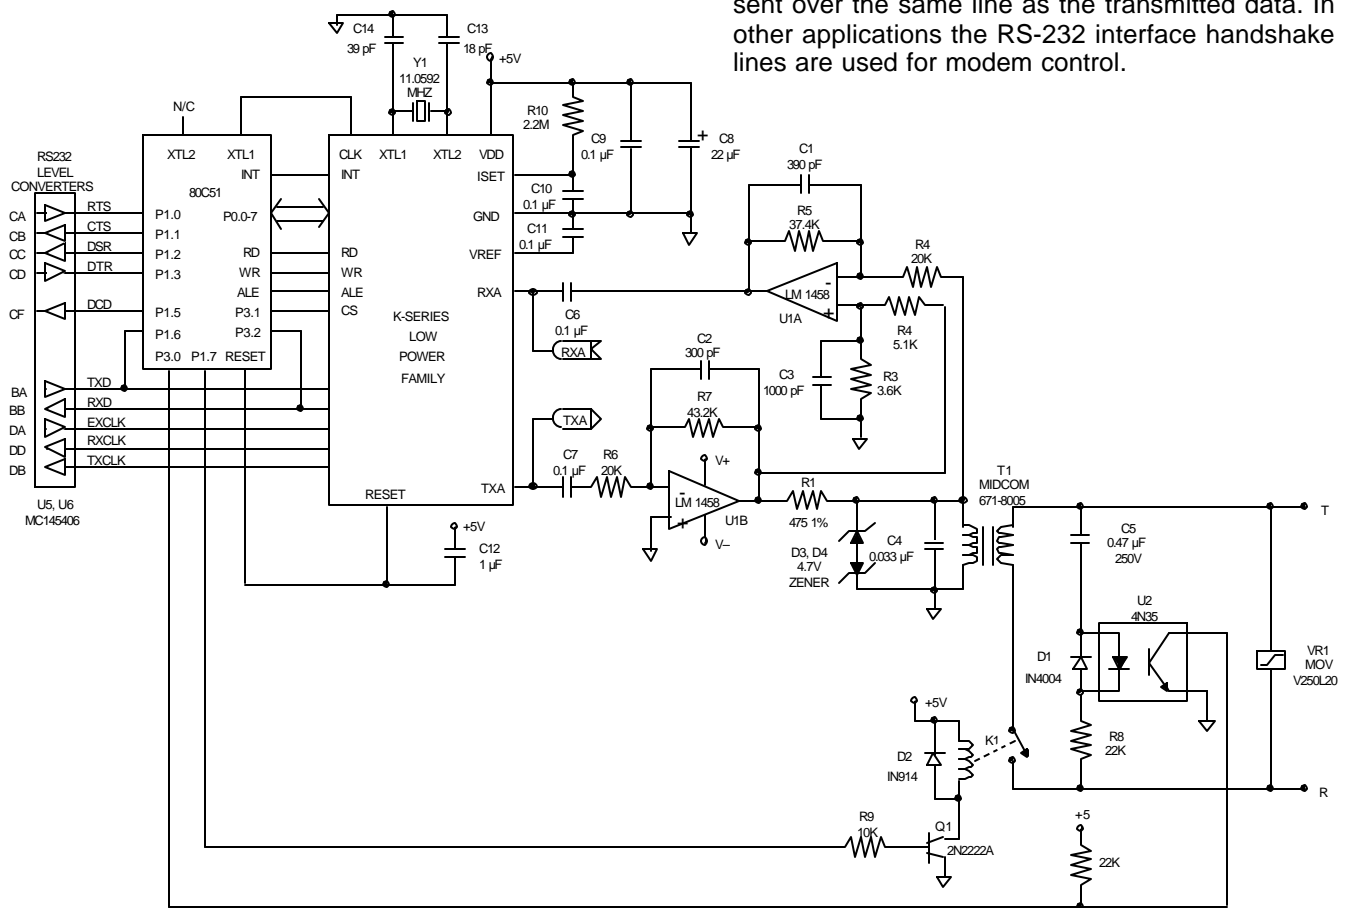 sent over the same line as the transmitted data. In
other applications the RS-232 interface handshake
lines are used for modem control.
C14
39 pF
C13
18 pF
Y1
11.0592
MHZ
+5V
N/C
R10
2.2M
C9
0.1 µF
+
C8
22 µF
XTL2
XTL1
INT
80C51
P1.0
P0.0-7
P1.1
P1.2
RD
P1.3
WR
ALE
P1.5
P3.1
P1.6
P3.2
P3.0
P1.7
RESET
CLK
XTL1
XTL2
VDD
INT
ISET
GND
VREF
RD
WR
ALE
CS
RXA
K-SERIES
LOW
POWER
FAMILY
TXA
RESET
RS232
LEVEL
CONVERTERS
CA
RTS
CB
CTS
CC
DSR
CD
DTR
CF
DCD
BA
TXD
BB
RXD
DA
EXCLK
DD
RXCLK
DB
TXCLK
U5, U6
MC145406
C10
0.1 µF
C11
0.1 µF
C1
390 pF
R5
37.4K
R4
20K
-
LM 1458
+
U1A
R4
5.1K
C6
0.1 µF
RXA
C3
1000 pF
R3
3.6K
C2
300 pF
R7
43.2K
TXA
C7
0.1 µF
R6
20K
V+
-
LM 1458
+
U1B
V–
R1
475 1%
D3, D4
4.7V
ZENER
C4
0.033 µF
T1
MIDCOM
671-8005
+5V
C12
1 µF
T
C5
0.47 µF
250V
U2
4N35
D1
IN4004
VR1
MOV
V250L20
R8
22K
R
+5V
D2
IN914
K1
R9
10K
Q1
2N2222A
+5
22K